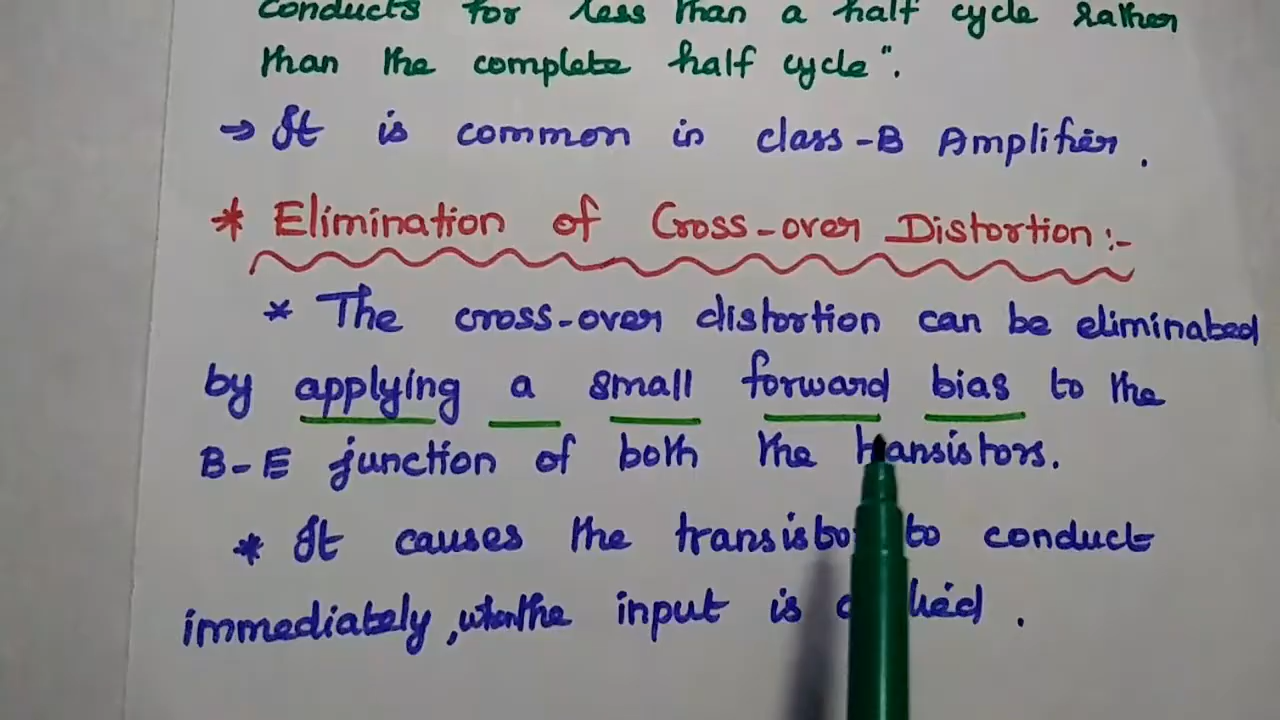 conducts for less than a half cycle rather
than the complete half cycle".
→ It is common in class-B Amplifier.
* Elimination of Cross-over Distortion:-
* The cross-over distortion can be eliminated
by applying a small forward bias to the
B-E junction of both the transistors.
* It causes the transistor to conduct
immediately, when the input is